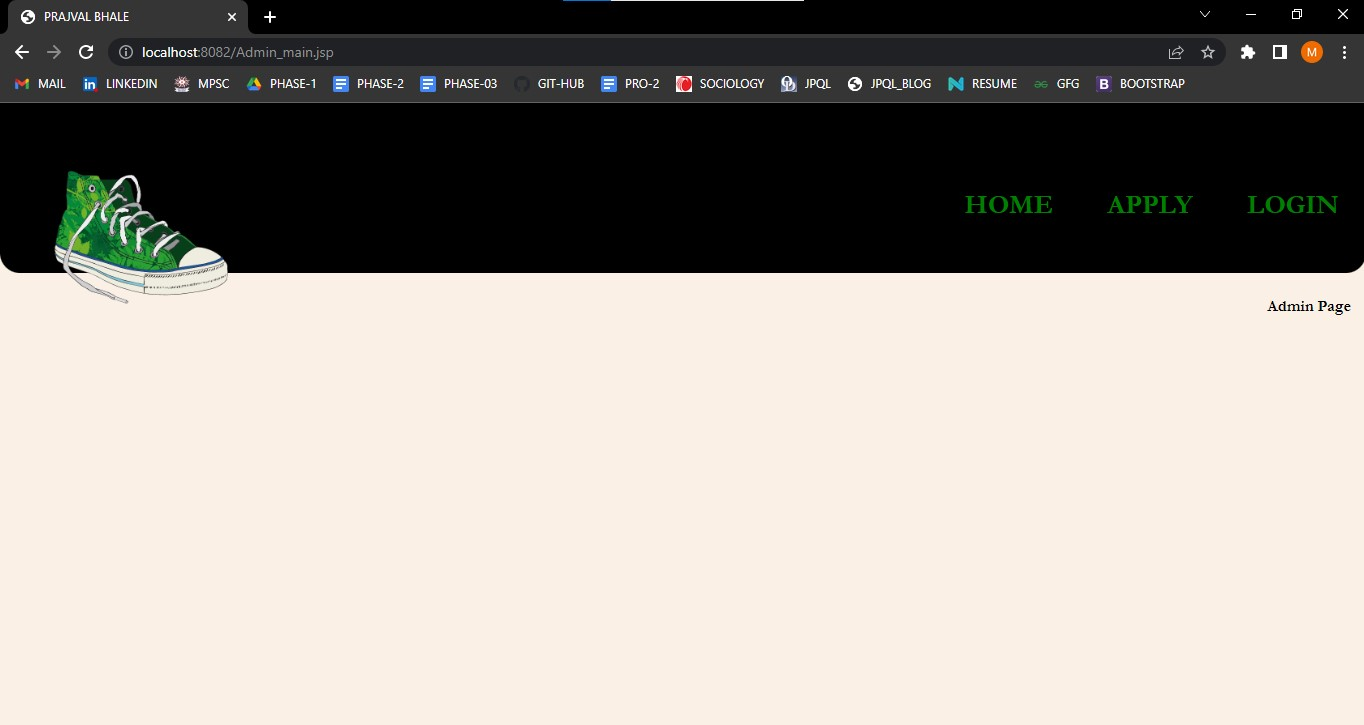 PRAJVAL BHALE
localhost:8082/Admin_main.jsp
M
MAIL LINKEDIN MPSC PHASE-1 PHASE-2 PHASE-03 GIT-HUB PRO-2 SOCIOLOGY JPQL JPQL_BLOG RESUME GFG BOOTSTRAP
HOME APPLY LOGIN
Admin Page